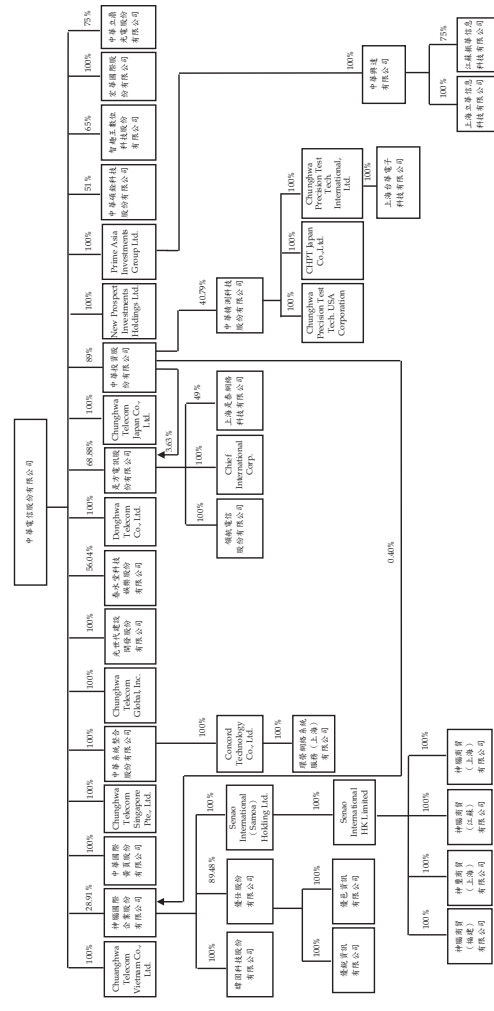 中華電信股份有限公司
100%
Chuanghwa
Telecom
Vietnam Co.,
Ltd.
28.91%
神腦國際
企業股份
有限公司
100%
中華國際
黃頁股份
有限公司
100%
Chunghwa
Telecom
Singapore
Pte., Ltd.
100%
中華系統整合
股份有限公司
100%
Chunghwa
Telecom
Global, Inc.
100%
光世代建設
開發股份
有限公司
56.04%
春水堂科技
娛樂股份
有限公司
100%
Donghwa
Telecom
Co., Ltd.
68.88%
是方電訊股
份有限公司
100%
Chunghwa
Telecom
Japan Co.,
Ltd.
89%
中華投資股
份有限公司
100%
New Prospect
Investments
Holdings Ltd.
100%
Prime Asia
Investments
Group Ltd.
51%
中華碩銓科技
股份有限公司
65%
智趣王數位
科技股份
有限公司
100%
宏華國際股
份有限公司
75%
中華立鼎
光電股份
有限公司
3.63%
40.79%
0.40%
100%
暐固科技股份
有限公司
89.48%
優仕股份
有限公司
100%
Senao
International
(Samoa)
Holding Ltd.
100%
Concord
Technology
Co., Ltd.
100%
領航電信
股份有限公司
100%
Chief
International
Corp.
49%
上海是泰網絡
科技有限公司
中華精測科技
股份有限公司
100%
中華興達
有限公司
100%
優銳資訊
有限公司
100%
優邑資訊
有限公司
100%
Senao
International
HK Limited
100%
環榮網絡系統
服務（上海）
有限公司
100%
Chunghwa
Precision Test
Tech. USA
Corporation
100%
CHPT Japan
Co.,Ltd.
100%
Chunghwa
Precision Test
Tech.
International,
Ltd.
100%
上海立華信息
科技有限公司
75%
江蘇振華信息
科技有限公司
100%
上海台華電子
科技有限公司
100%
神腦商貿
（福建）
有限公司
100%
神豐商貿
（上海）
有限公司
100%
神腦商貿
（江蘇）
有限公司
100%
神腦商貿
（上海）
有限公司